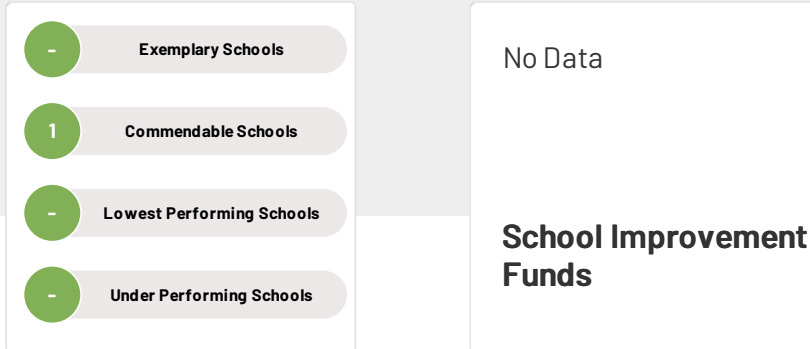 - Exemplary Schools
1 Commendable Schools
- Lowest Performing Schools
- Under Performing Schools
No Data
School Improvement
Funds